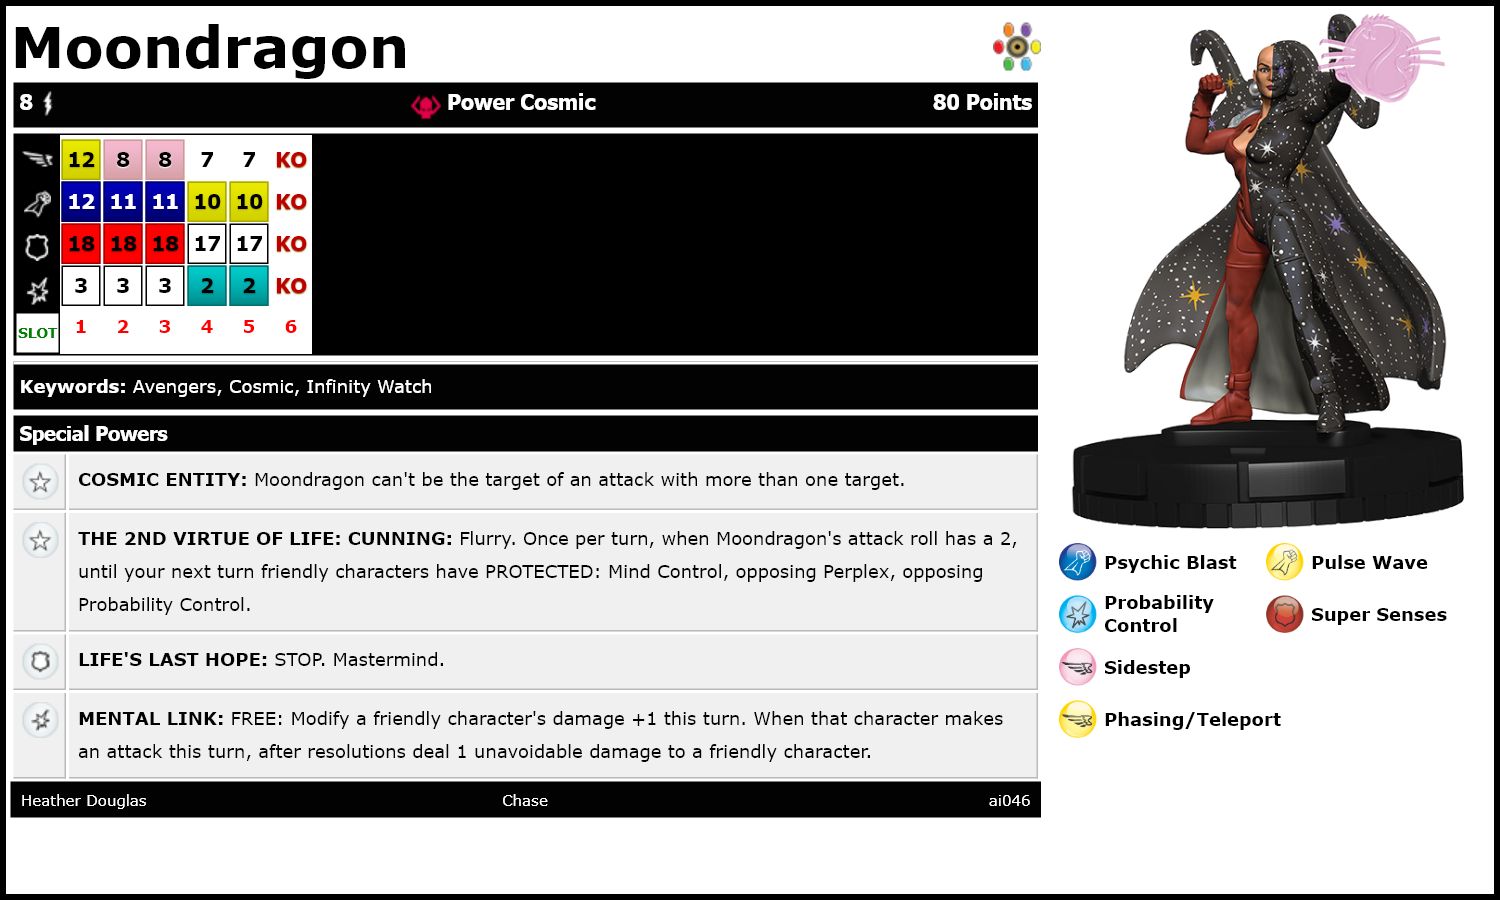 Moondragon
8 Power Cosmic 80 Points
12 8 8 7 7 KO
12 11 11 10 10 KO
18 18 18 17 17 KO
3 3 3 2 2 KO
SLOT 1 2 3 4 5 6
Keywords: Avengers, Cosmic, Infinity Watch
Special Powers
COSMIC ENTITY: Moondragon can't be the target of an attack with more than one target.
THE 2ND VIRTUE OF LIFE: CUNNING: Flurry. Once per turn, when Moondragon's attack roll has a 2,
until your next turn friendly characters have PROTECTED: Mind Control, opposing Perplex, opposing
Probability Control.
LIFE'S LAST HOPE: STOP. Mastermind.
MENTAL LINK: FREE: Modify a friendly character's damage +1 this turn. When that character makes
an attack this turn, after resolutions deal 1 unavoidable damage to a friendly character.
Heather Douglas Chase ai046
Psychic Blast Pulse Wave
Probability
Control
Super Senses
Sidestep
Phasing/Teleport